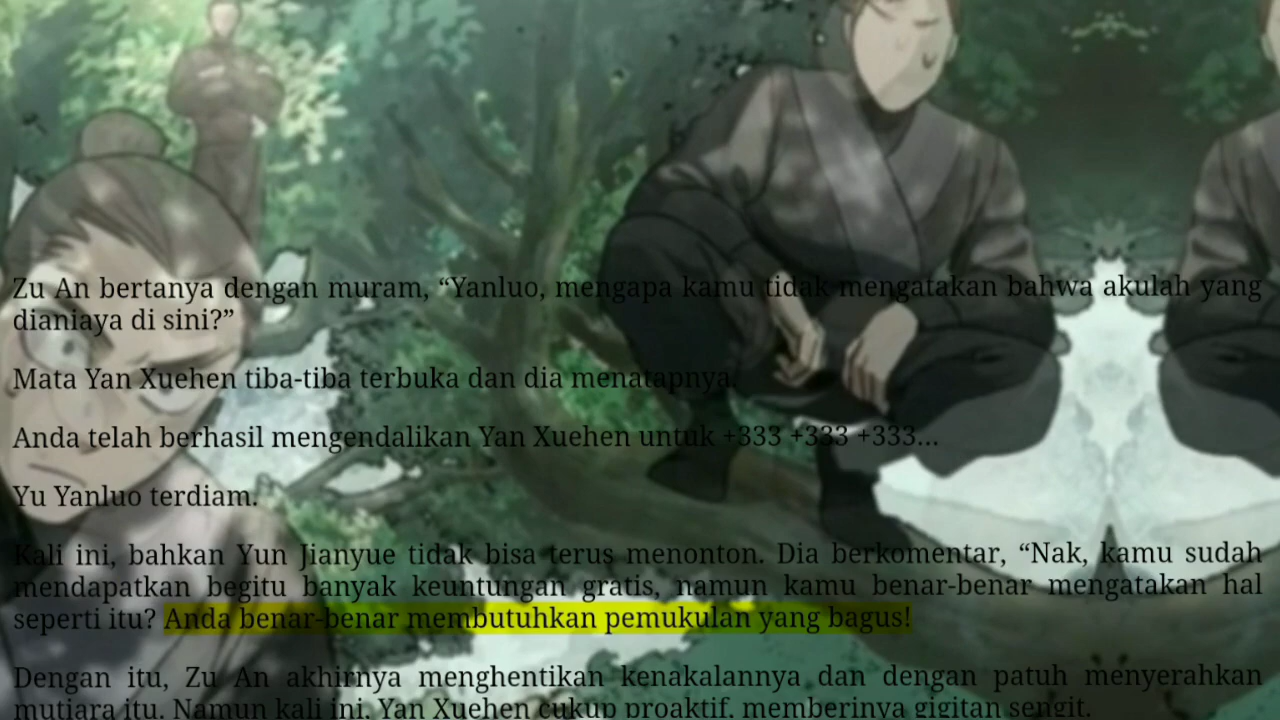 Zu An bertanya dengan muram, “Yanluo, mengapa kamu tidak mengatakan bahwa akulah yang
dianiaya di sini?”
Mata Yan Xuehen tiba-tiba terbuka dan dia menatapnya.
Anda telah berhasil mengendalikan Yan Xuehen untuk +333 +333 +333...
Yu Yanluo terdiam.
Kali ini, bahkan Yun Jianyue tidak bisa terus menonton. Dia berkomentar, “Nak, kamu sudah
mendapatkan begitu banyak keuntungan gratis, namun kamu benar-benar mengatakan hal
seperti itu? Anda benar-benar membutuhkan pemukulan yang bagus!
Dengan itu, Zu An akhirnya menghentikan kenakalannya dan dengan patuh menyerahkan
mutiara itu. Namun kali ini, Yan Xuehen cukup proaktif, memberinya gigitan sengit.